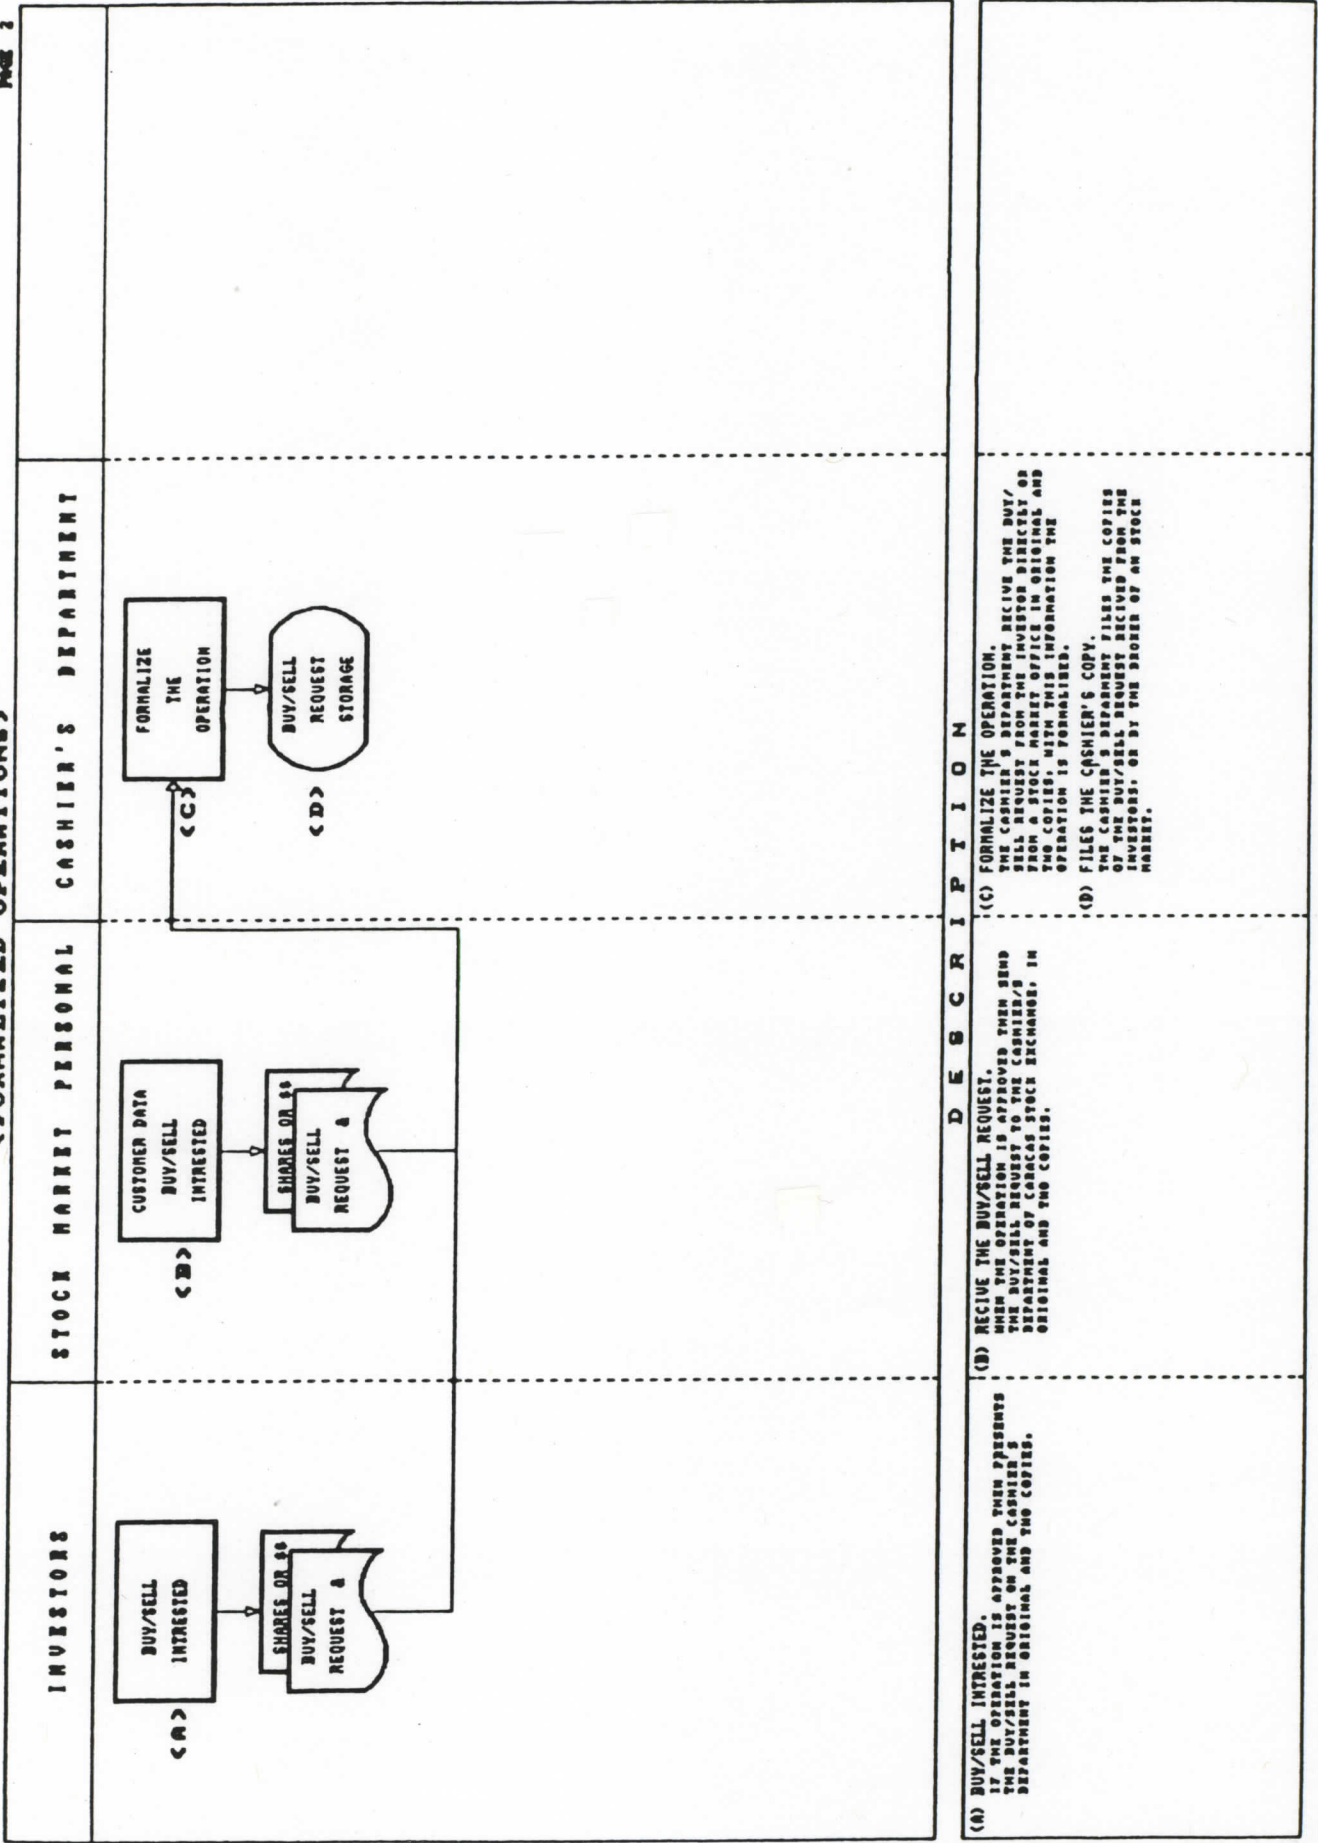 PAGE 2
(FORMALIZED OPERATIONS)
INVESTORS
STOCK MARKET PERSONAL
CASHIER'S DEPARTMENT
(A)
BUY/SELL
INTRESTED
SHARES OR $$
BUY/SELL
REQUEST &
(B)
CUSTOMER DATA
BUY/SELL
INTRESTED
SHARES OR $$
BUY/SELL
REQUEST &
(C)
FORMALIZE
THE
OPERATION
(D)
BUY/SELL
REQUEST
STORAGE
DESCRIPTION
(A) BUY/SELL INTRESTED.
IF THE OPERATION IS APPROVED THEN PRESENTS
THE BUY/SELL REQUEST ON THE CASHIER'S
DEPARTMENT IN ORIGINAL AND TWO COPIES.
(B) RECIVE THE BUY/SELL REQUEST.
WHEN THE OPERATION IS APPROVED THEN SEND
THE BUY/SELL REQUEST TO THE CASHIER/S
DEPARTMENT OF CARACAS STOCK EXCHANGE, IN
ORIGINAL AND TWO COPIES.
(C) FORMALIZE THE OPERATION.
THE CASHIER'S DEPARTMENT RECIVE THE BUY/
SELL REQUEST FROM THE INVESTOR DIRECTLY OR
FROM A STOCK MARKET OFFICE IN ORIGINAL AND
TWO COPIES, WITH THIS INFORMATION THE
OPERATION IS FORMALISED.
(D) FILES THE CASHIER'S COPY.
THE CASHIER'S DEPARMENT FILES THE COPIES
OF THE BUY/SELL REQUEST RECIVED FROM THE
INVESTORS, OR BY THE BROKER OF AN STOCK
MARKET.